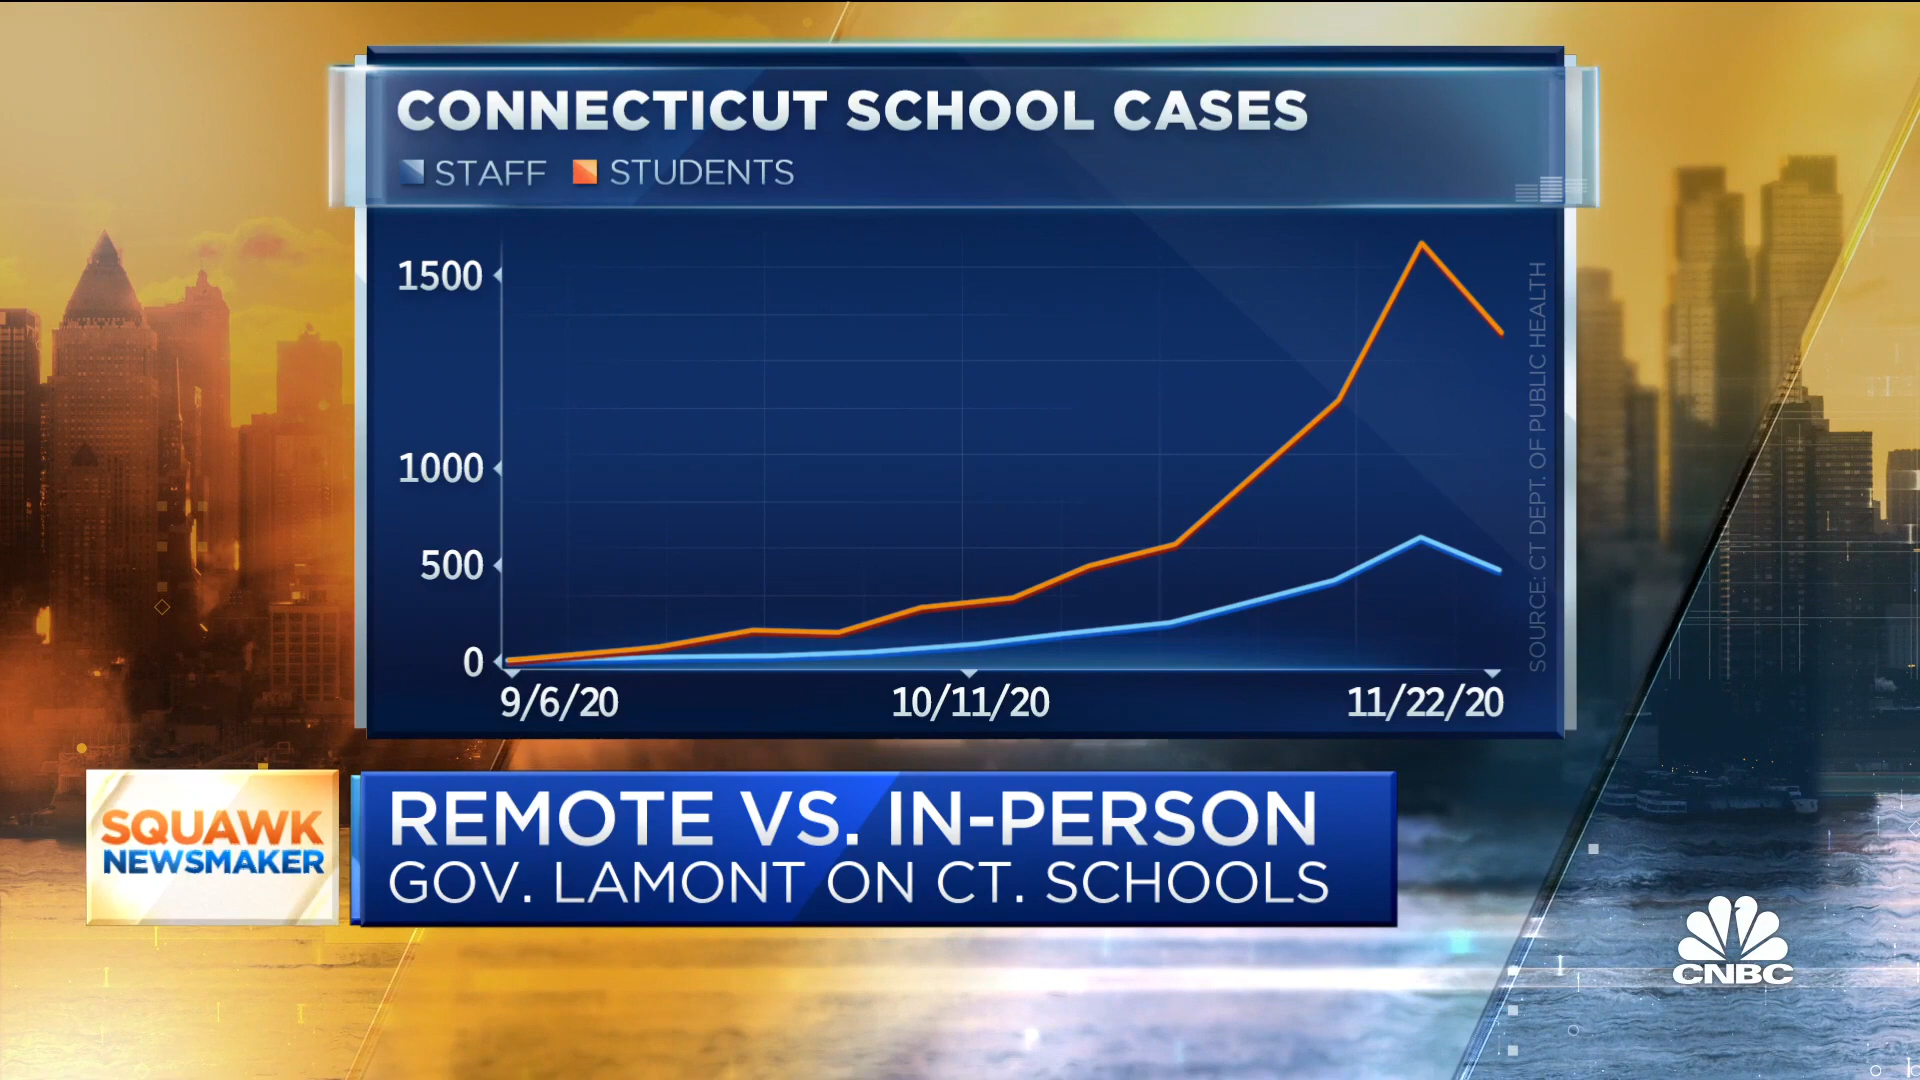 CONNECTICUT SCHOOL CASES
STAFF STUDENTS
1500
1000
500
0
9/6/20 10/11/20 11/22/20
SOURCE: CT DEPT. OF PUBLIC HEALTH
SQUAWK
NEWSMAKER
REMOTE VS. IN-PERSON
GOV. LAMONT ON CT. SCHOOLS
CNBC